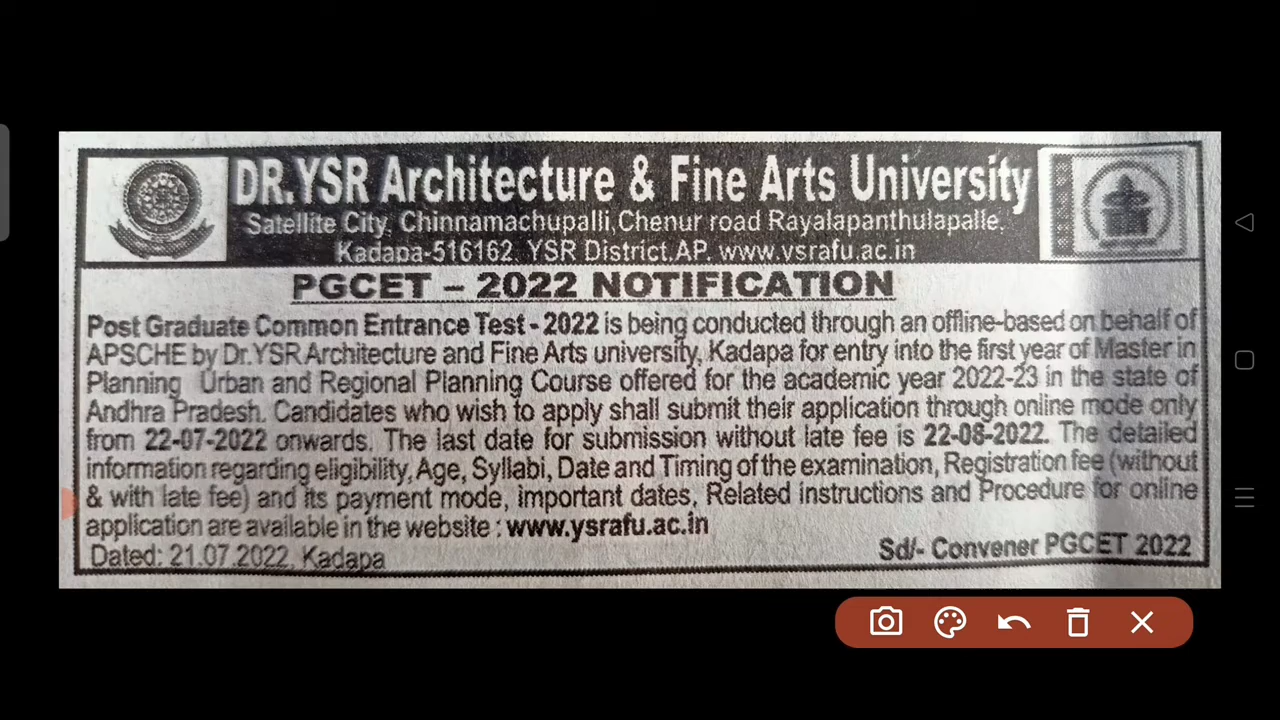 DR.YSR Architecture & Fine Arts University
Satellite City, Chinnamachupalli,Chenur road Rayalapanthulapalle,
Kadapa-516162, YSR District.AP. www.ysrafu.ac.in
PGCET – 2022 NOTIFICATION
Post Graduate Common Entrance Test - 2022 is being conducted through an offline-based on behalf of
APSCHE by Dr.YSR Architecture and Fine Arts university, Kadapa for entry into the first year of Master in
Planning Urban and Regional Planning Course offered for the academic year 2022-23 in the state of
Andhra Pradesh. Candidates who wish to apply shall submit their application through online mode only
from 22-07-2022 onwards. The last date for submission without late fee is 22-08-2022. The detailed
information regarding eligibility, Age, Syllabi, Date and Timing of the examination, Registration fee (without
& with late fee) and its payment mode, important dates, Related instructions and Procedure for online
application are available in the website : www.ysrafu.ac.in
Dated: 21.07.2022, Kadapa
Sd/- Convener PGCET 2022